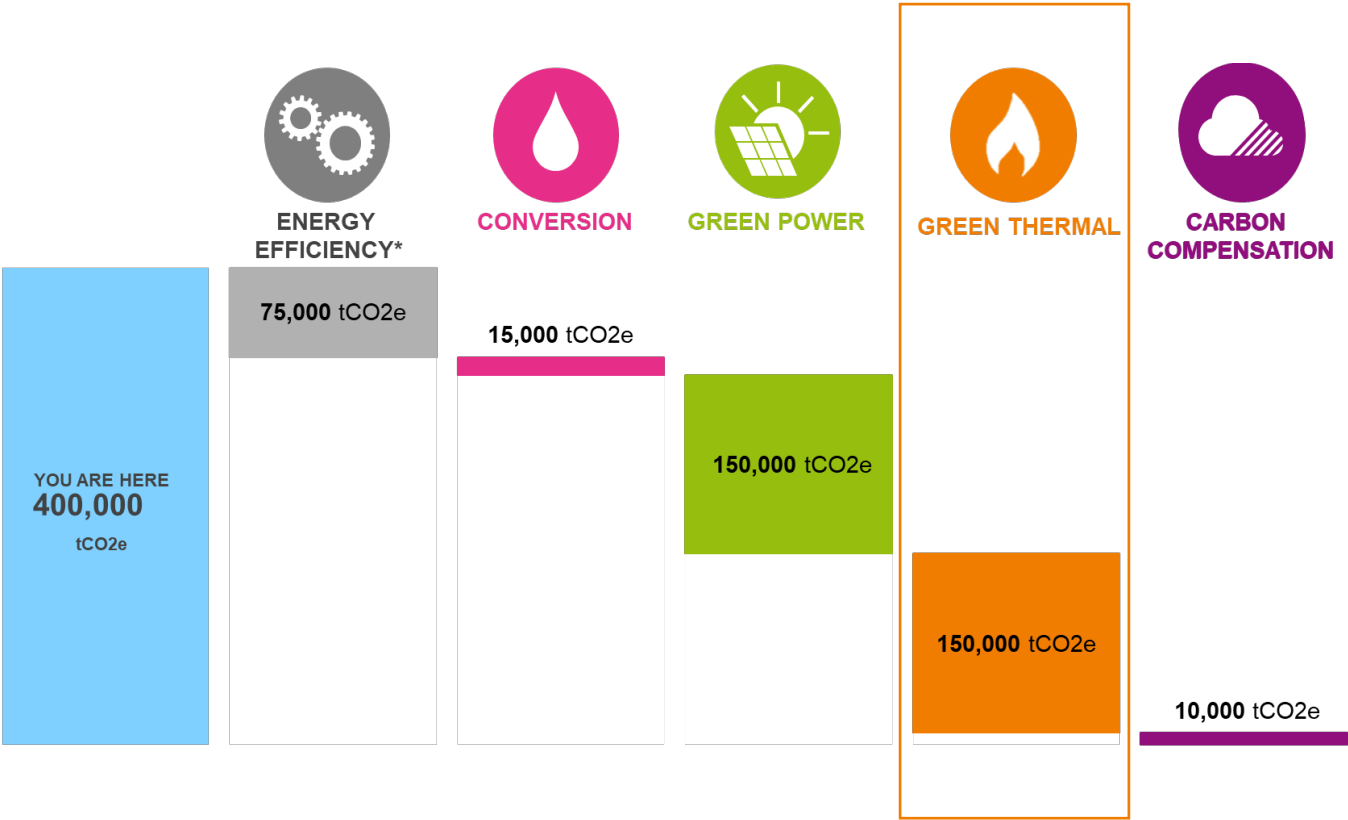 ENERGY
EFFICIENCY*
CONVERSION
GREEN POWER
GREEN THERMAL
CARBON
COMPENSATION
75,000 tCO2e
15,000 tCO2e
150,000 tCO2e
YOU ARE HERE
400,000
tCO2e
150,000 tCO2e
10,000 tCO2e